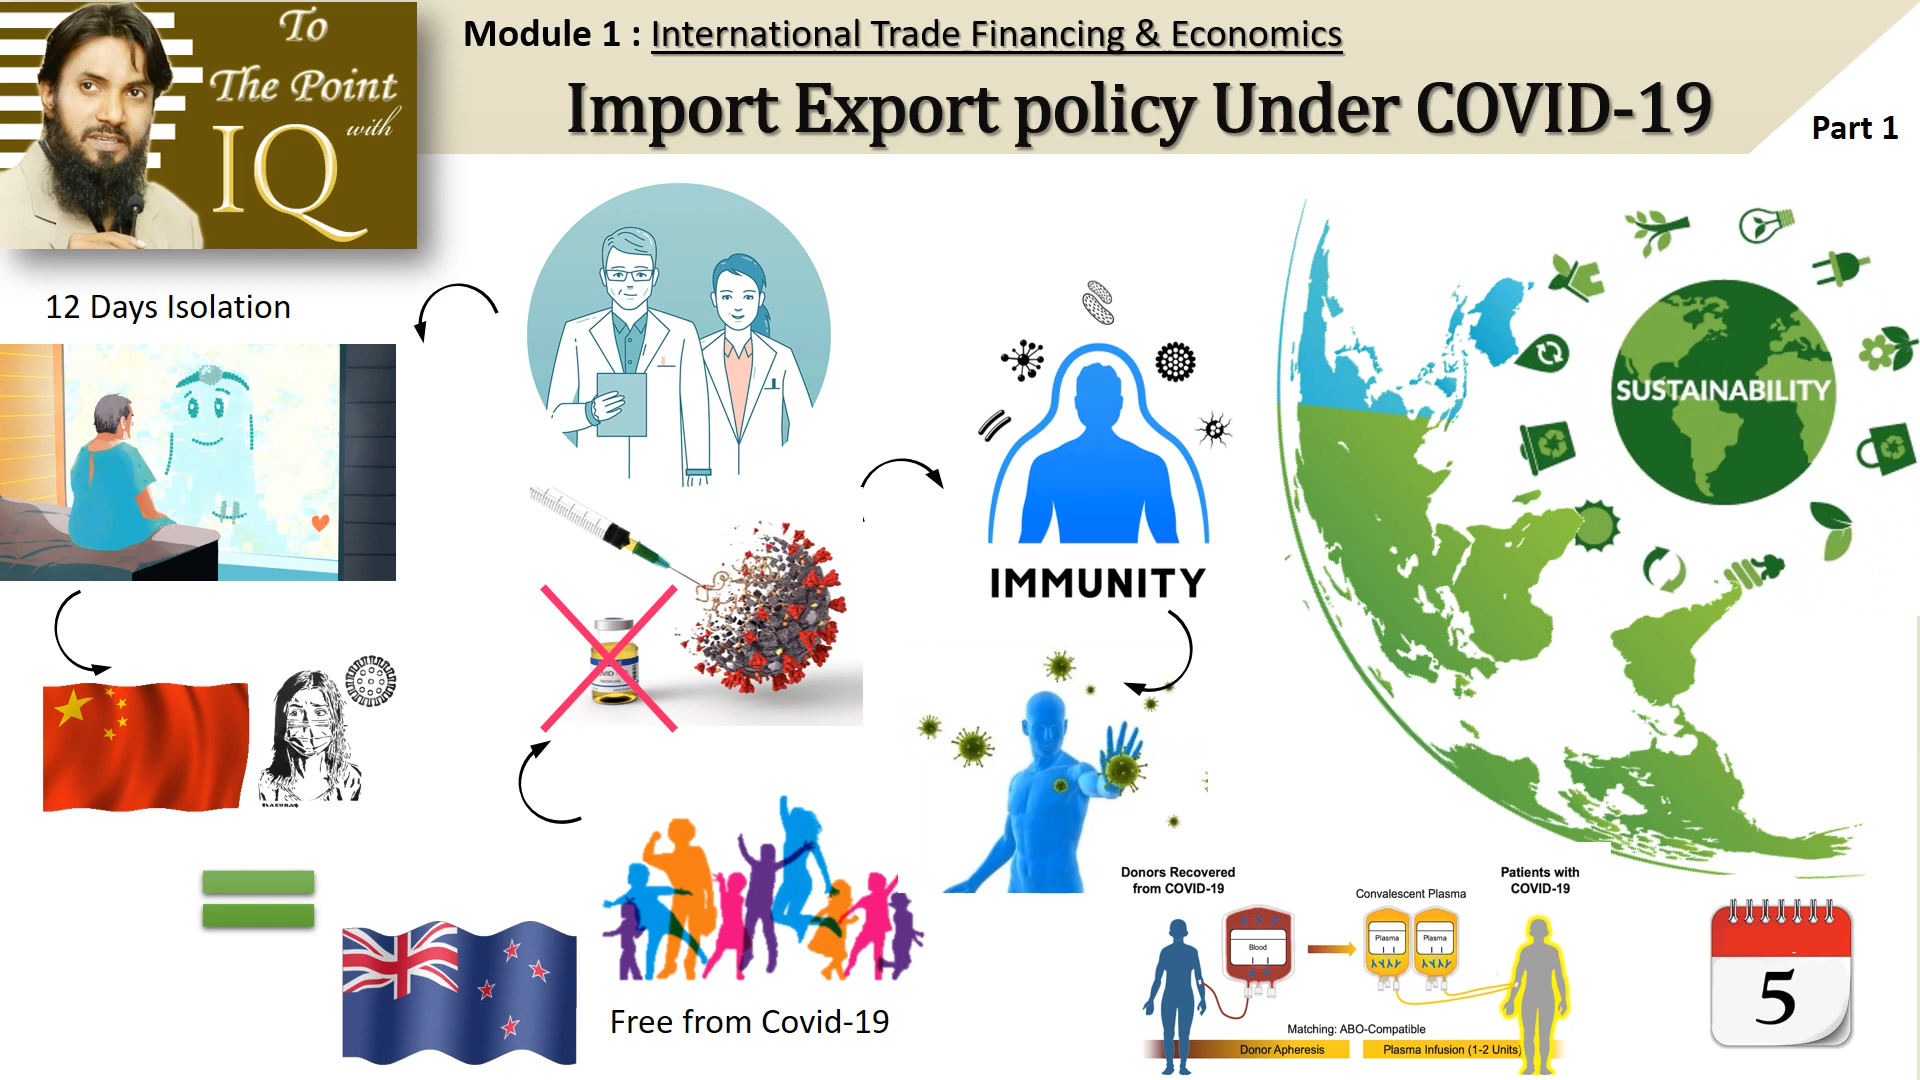 To
The Point
with
IQ
Module 1 : International Trade Financing & Economics
Import Export policy Under COVID-19
Part 1
12 Days Isolation
SUSTAINABILITY
IMMUNITY
Free from Covid-19
Donors Recovered
from COVID-19
Convalescent Plasma
Patients with
COVID-19
Blood
Plasma
Plasma
Matching: ABO-Compatible
Donor Apheresis
Plasma Infusion (1-2 Units)
5